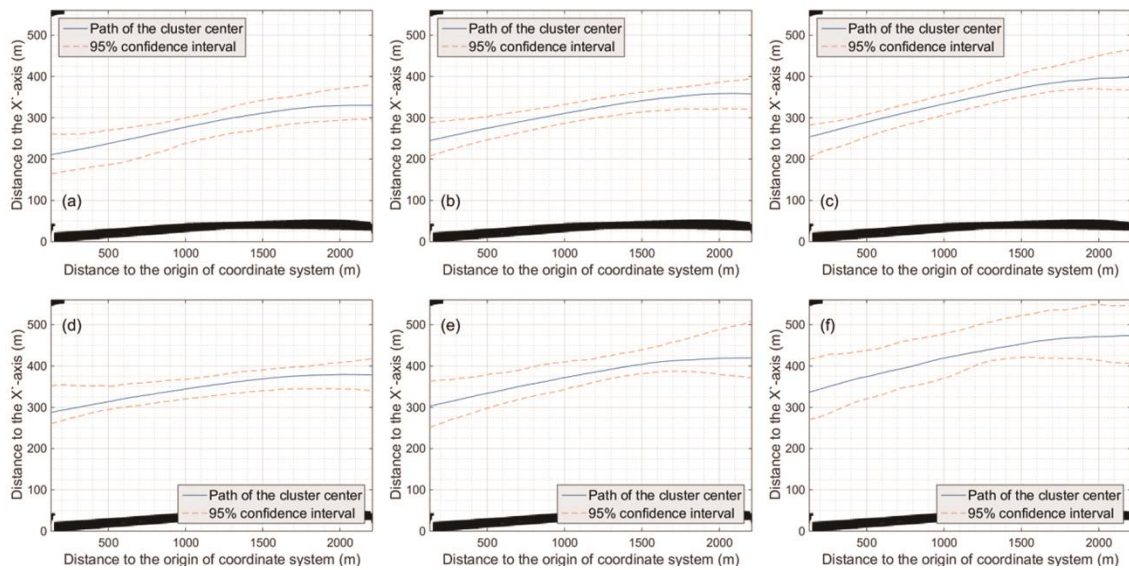 Path of the cluster center
95% confidence interval
(a)
0
100
200
300
400
500
500
1000
1500
2000
Distance to the X`-axis (m)
Distance to the origin of coordinate system (m)
Path of the cluster center
95% confidence interval
(b)
0
100
200
300
400
500
500
1000
1500
2000
Distance to the X`-axis (m)
Distance to the origin of coordinate system (m)
Path of the cluster center
95% confidence interval
(c)
0
100
200
300
400
500
500
1000
1500
2000
Distance to the X`-axis (m)
Distance to the origin of coordinate system (m)
(d)
Path of the cluster center
95% confidence interval
0
100
200
300
400
500
500
1000
1500
2000
Distance to the X`-axis (m)
Distance to the origin of coordinate system (m)
(e)
Path of the cluster center
95% confidence interval
0
100
200
300
400
500
500
1000
1500
2000
Distance to the X`-axis (m)
Distance to the origin of coordinate system (m)
(f)
Path of the cluster center
95% confidence interval
0
100
200
300
400
500
500
1000
1500
2000
Distance to the X`-axis (m)
Distance to the origin of coordinate system (m)